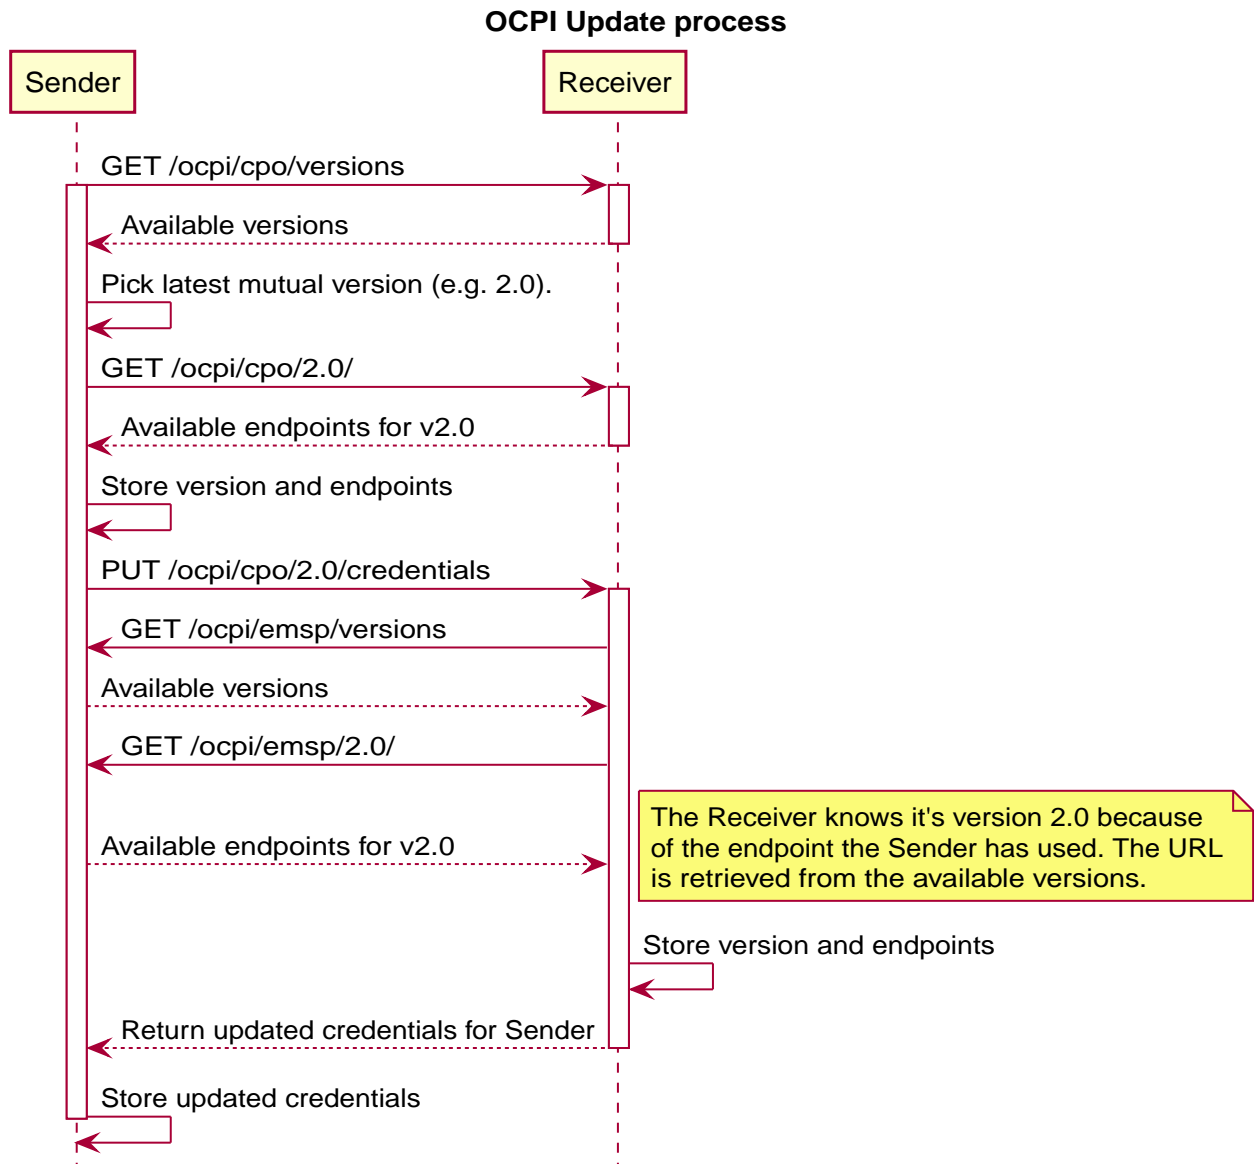 OCPI Update process
Sender
Receiver
GET /ocpi/cpo/versions
Available versions
Pick latest mutual version (e.g. 2.0).
GET /ocpi/cpo/2.0/
Available endpoints for v2.0
Store version and endpoints
PUT /ocpi/cpo/2.0/credentials
GET /ocpi/emsp/versions
Available versions
GET /ocpi/emsp/2.0/
Available endpoints for v2.0
The Receiver knows it's version 2.0 because
of the endpoint the Sender has used. The URL
is retrieved from the available versions.
Store version and endpoints
Return updated credentials for Sender
Store updated credentials